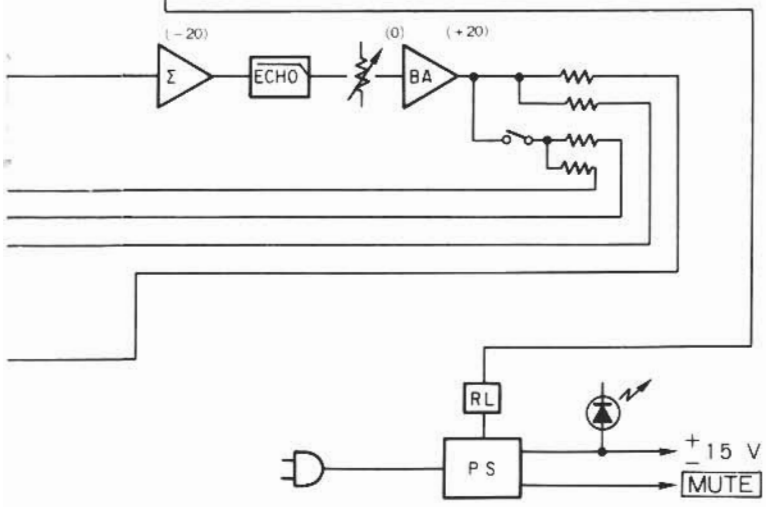 (−20)
(0)
(+20)
Σ
ECHO
BA
RL
PS
± 15 V
MUTE